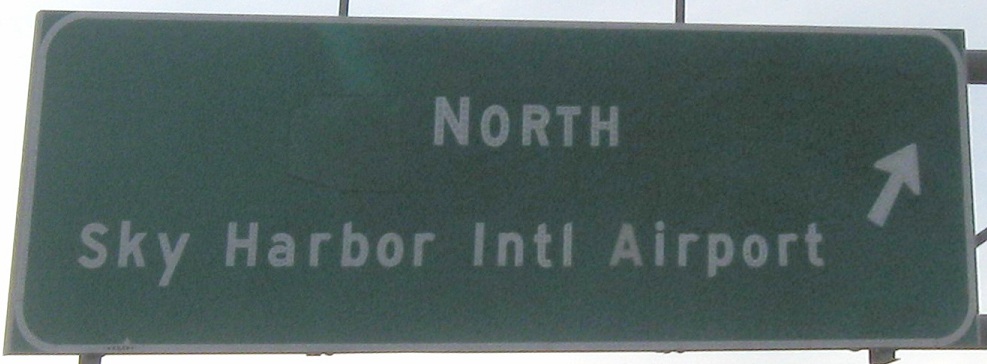 NORTH
Sky Harbor Intl Airport